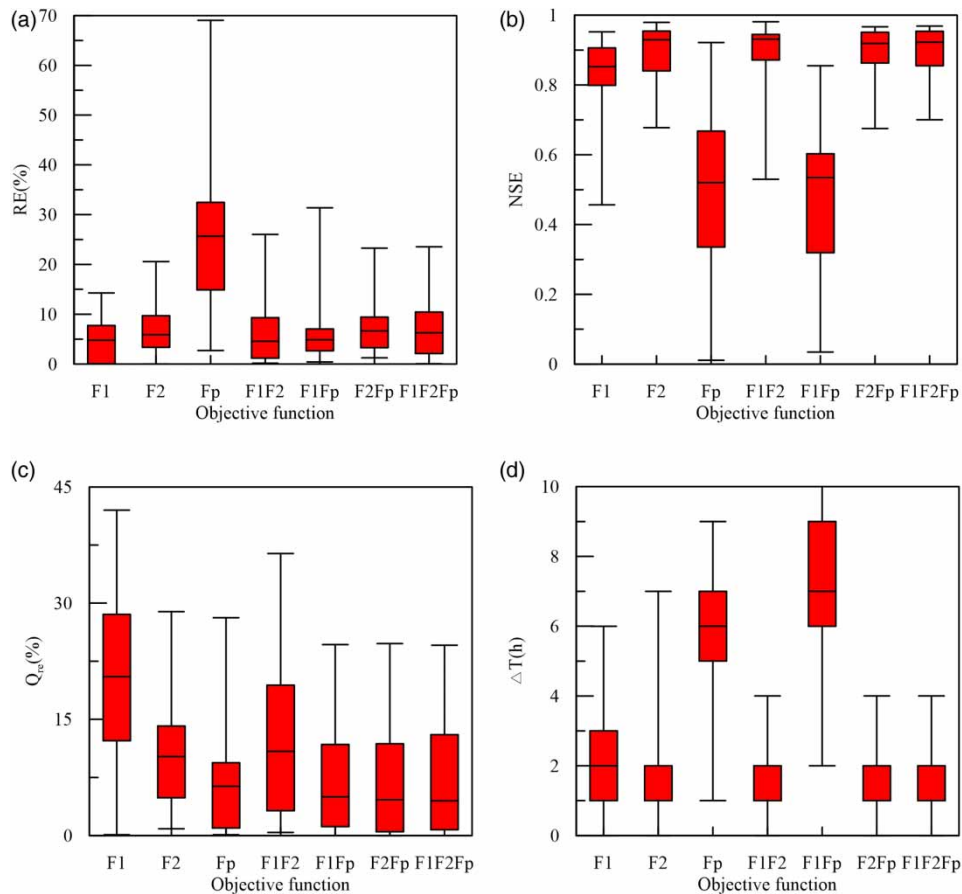 (a)
70
60
50
40
30
20
10
0
RE(%)
F1 F2 Fp F1F2 F1Fp F2Fp F1F2Fp
Objective function
(b)
1
0.8
0.6
0.4
0.2
0
NSE
F1 F2 Fp F1F2 F1Fp F2Fp F1F2Fp
Objective function
(c)
45
30
15
0
Qre(%)
F1 F2 Fp F1F2 F1Fp F2Fp F1F2Fp
Objective function
(d)
10
8
6
4
2
0
△T(h)
F1 F2 Fp F1F2 F1Fp F2Fp F1F2Fp
Objective function